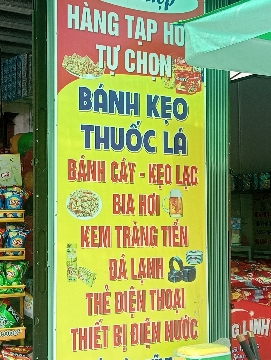 HÀNG TẠP HO
TỰ CHỌN
BÁNH KẸO
THUỐC LÁ
BÁNH CÁT - KẸO LẠC
BIA HƠI
KEM TRÀNG TIỀN
ĐÁ LẠNH
THẺ ĐIỆN THOẠI
THIẾT BỊ ĐIỆN NƯỚC